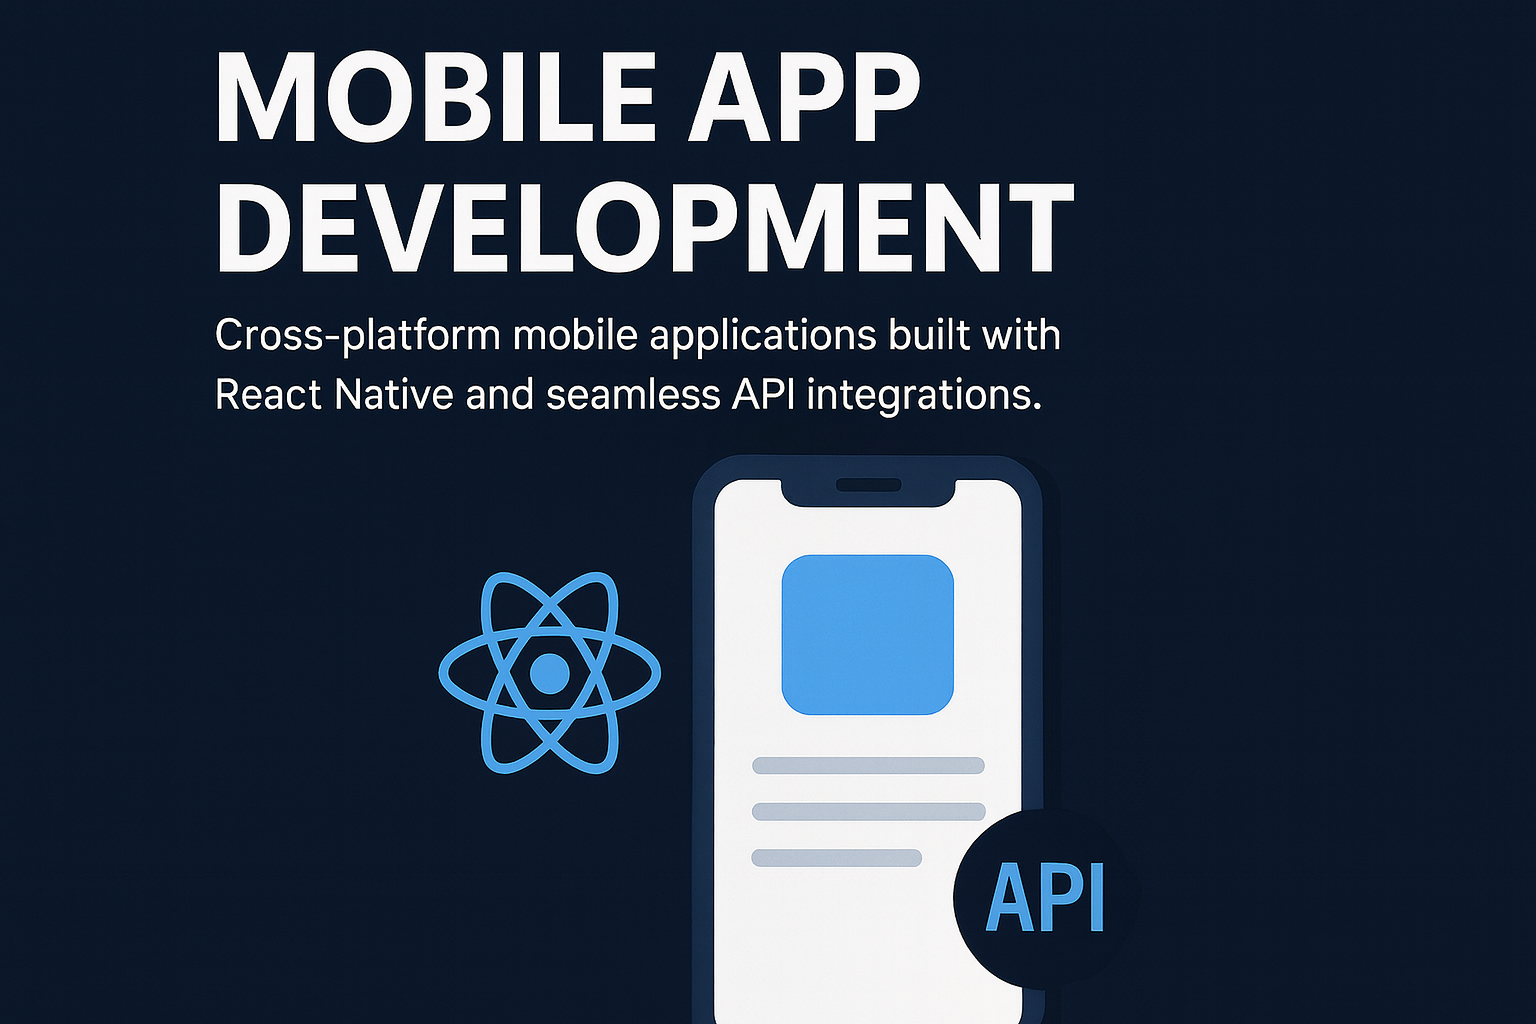 MOBILE APP
DEVELOPMENT
Cross-platform mobile applications built with
React Native and seamless API integrations.
API